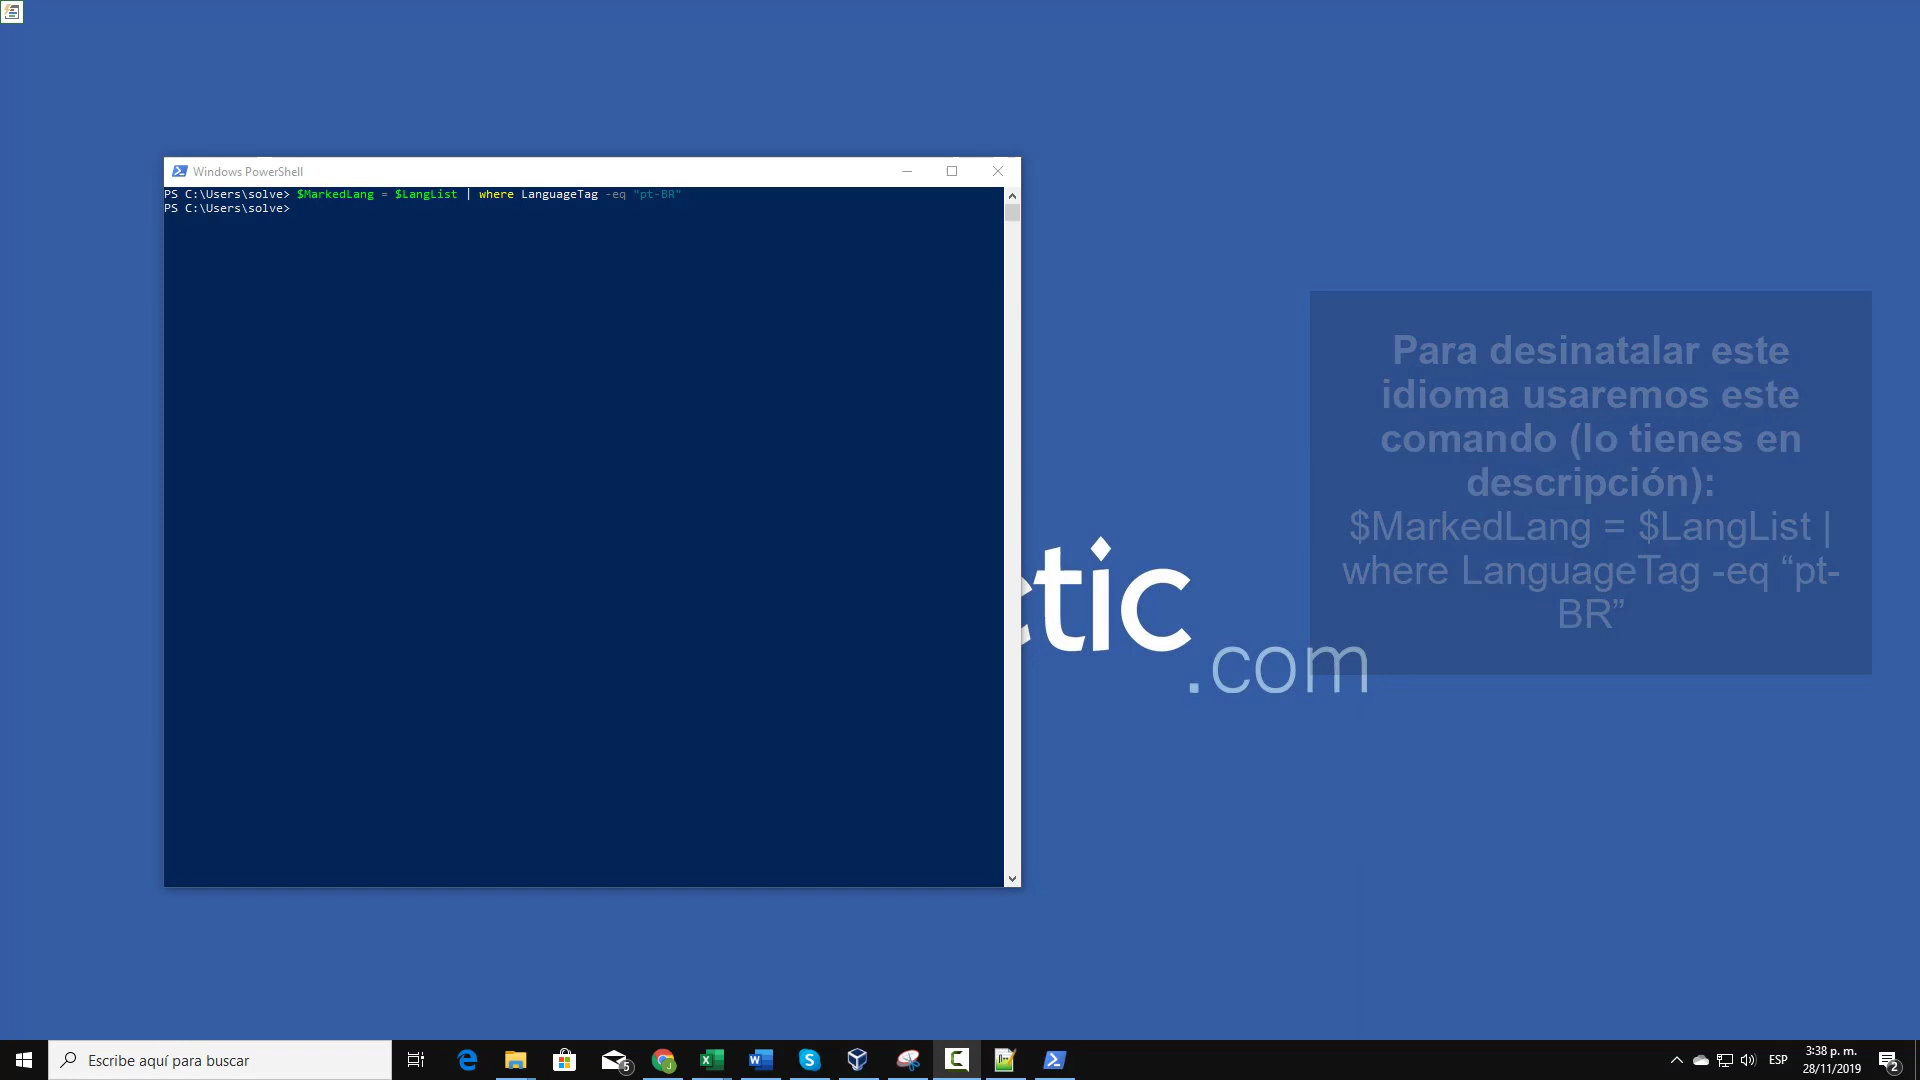 Windows PowerShell
PS C:\Users\solve> $MarkedLang = $LangList | where LanguageTag -eq "pt-BR"
PS C:\Users\solve>
Para desinatalar este
idioma usaremos este
comando (lo tienes en
descripción):
$MarkedLang = $LangList |
where LanguageTag -eq “pt-
BR”
tic
.com
Escribe aquí para buscar
5
J
ESP
3:38 p. m.
28/11/2019
2